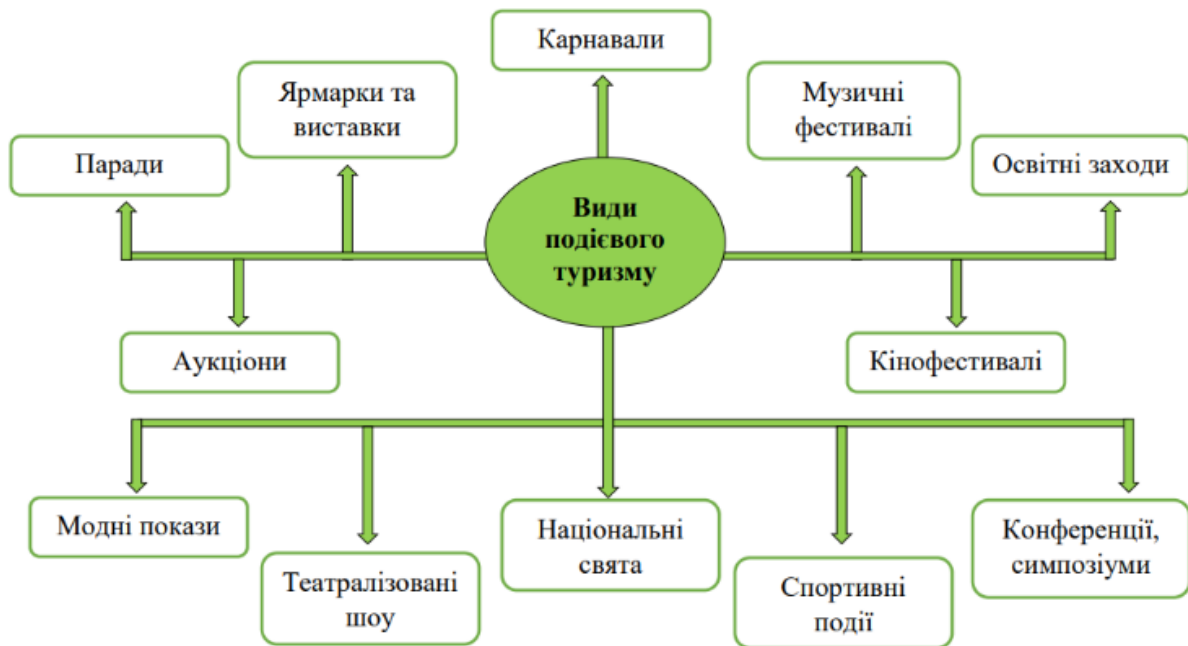 Карнавали
Ярмарки та
виставки
Музичні
фестивалі
Паради
Освітні заходи
Види
подієвого
туризму
Аукціони
Кінофестивалі
Модні покази
Театралізовані
шоу
Національні
свята
Спортивні
події
Конференції,
симпозіуми